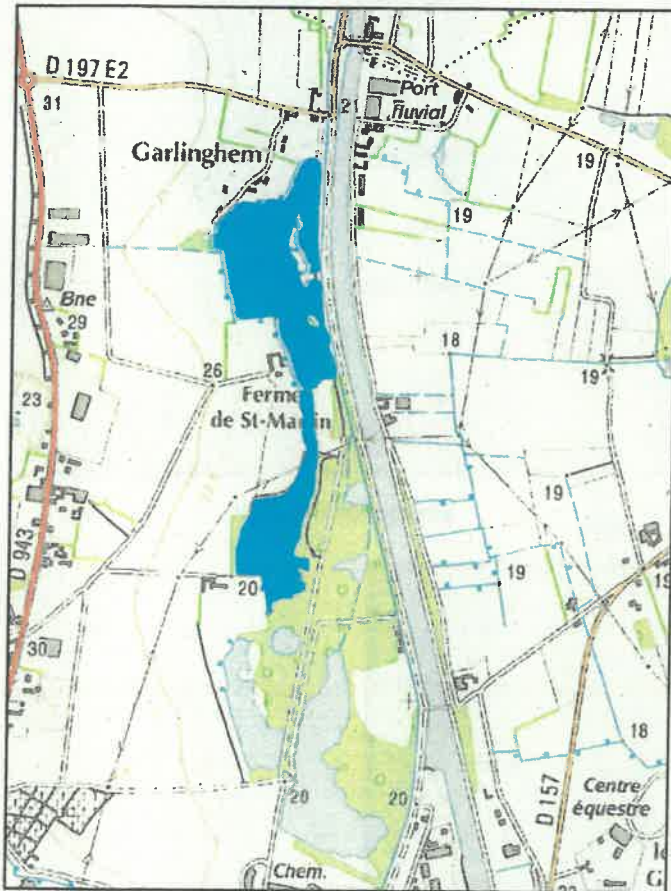 D 197 E2
31
Port
fluvial
21
Garlinghem
19
19
Bne
29
18
26
19
Ferme
de St-Martin
23
19
D 943
20
19
19
30
18
20
20
D 157
Centre
équestre
Chem.